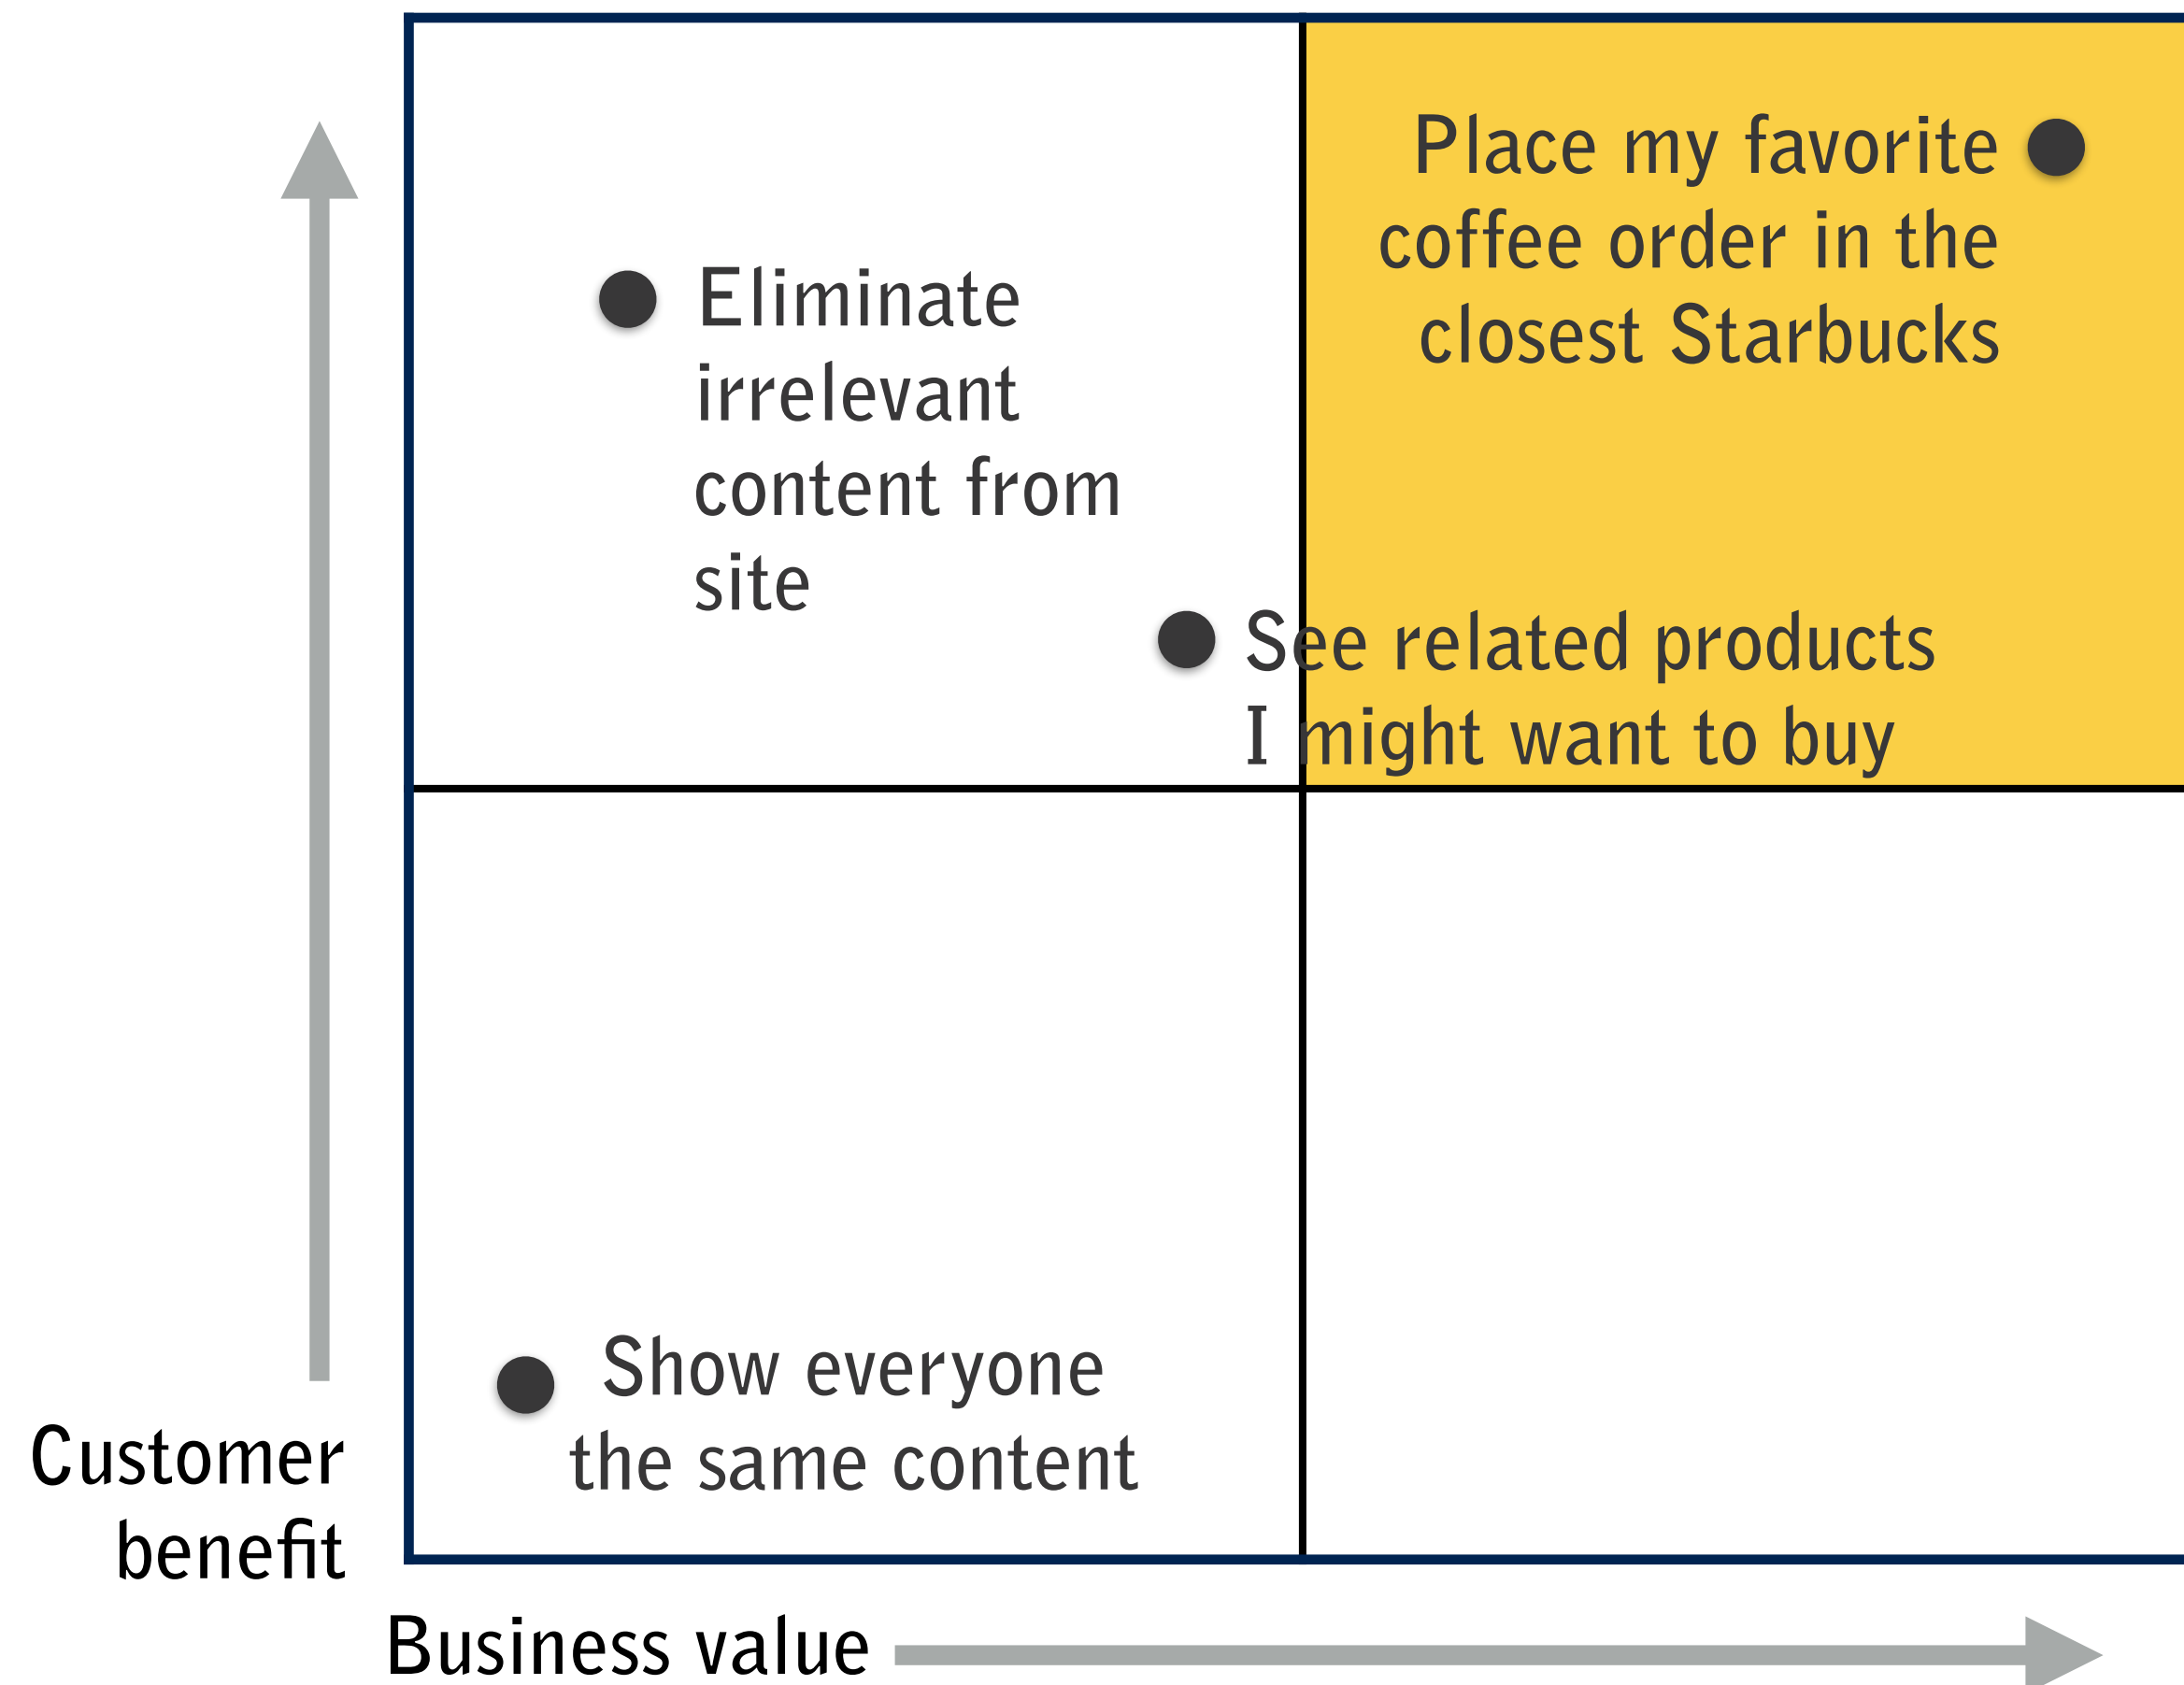 Place my favorite
coffee order in the
closest Starbucks
Eliminate
irrelevant
content from
site
See related products
I might want to buy
Show everyone
the same content
Customer
benefit
Business value